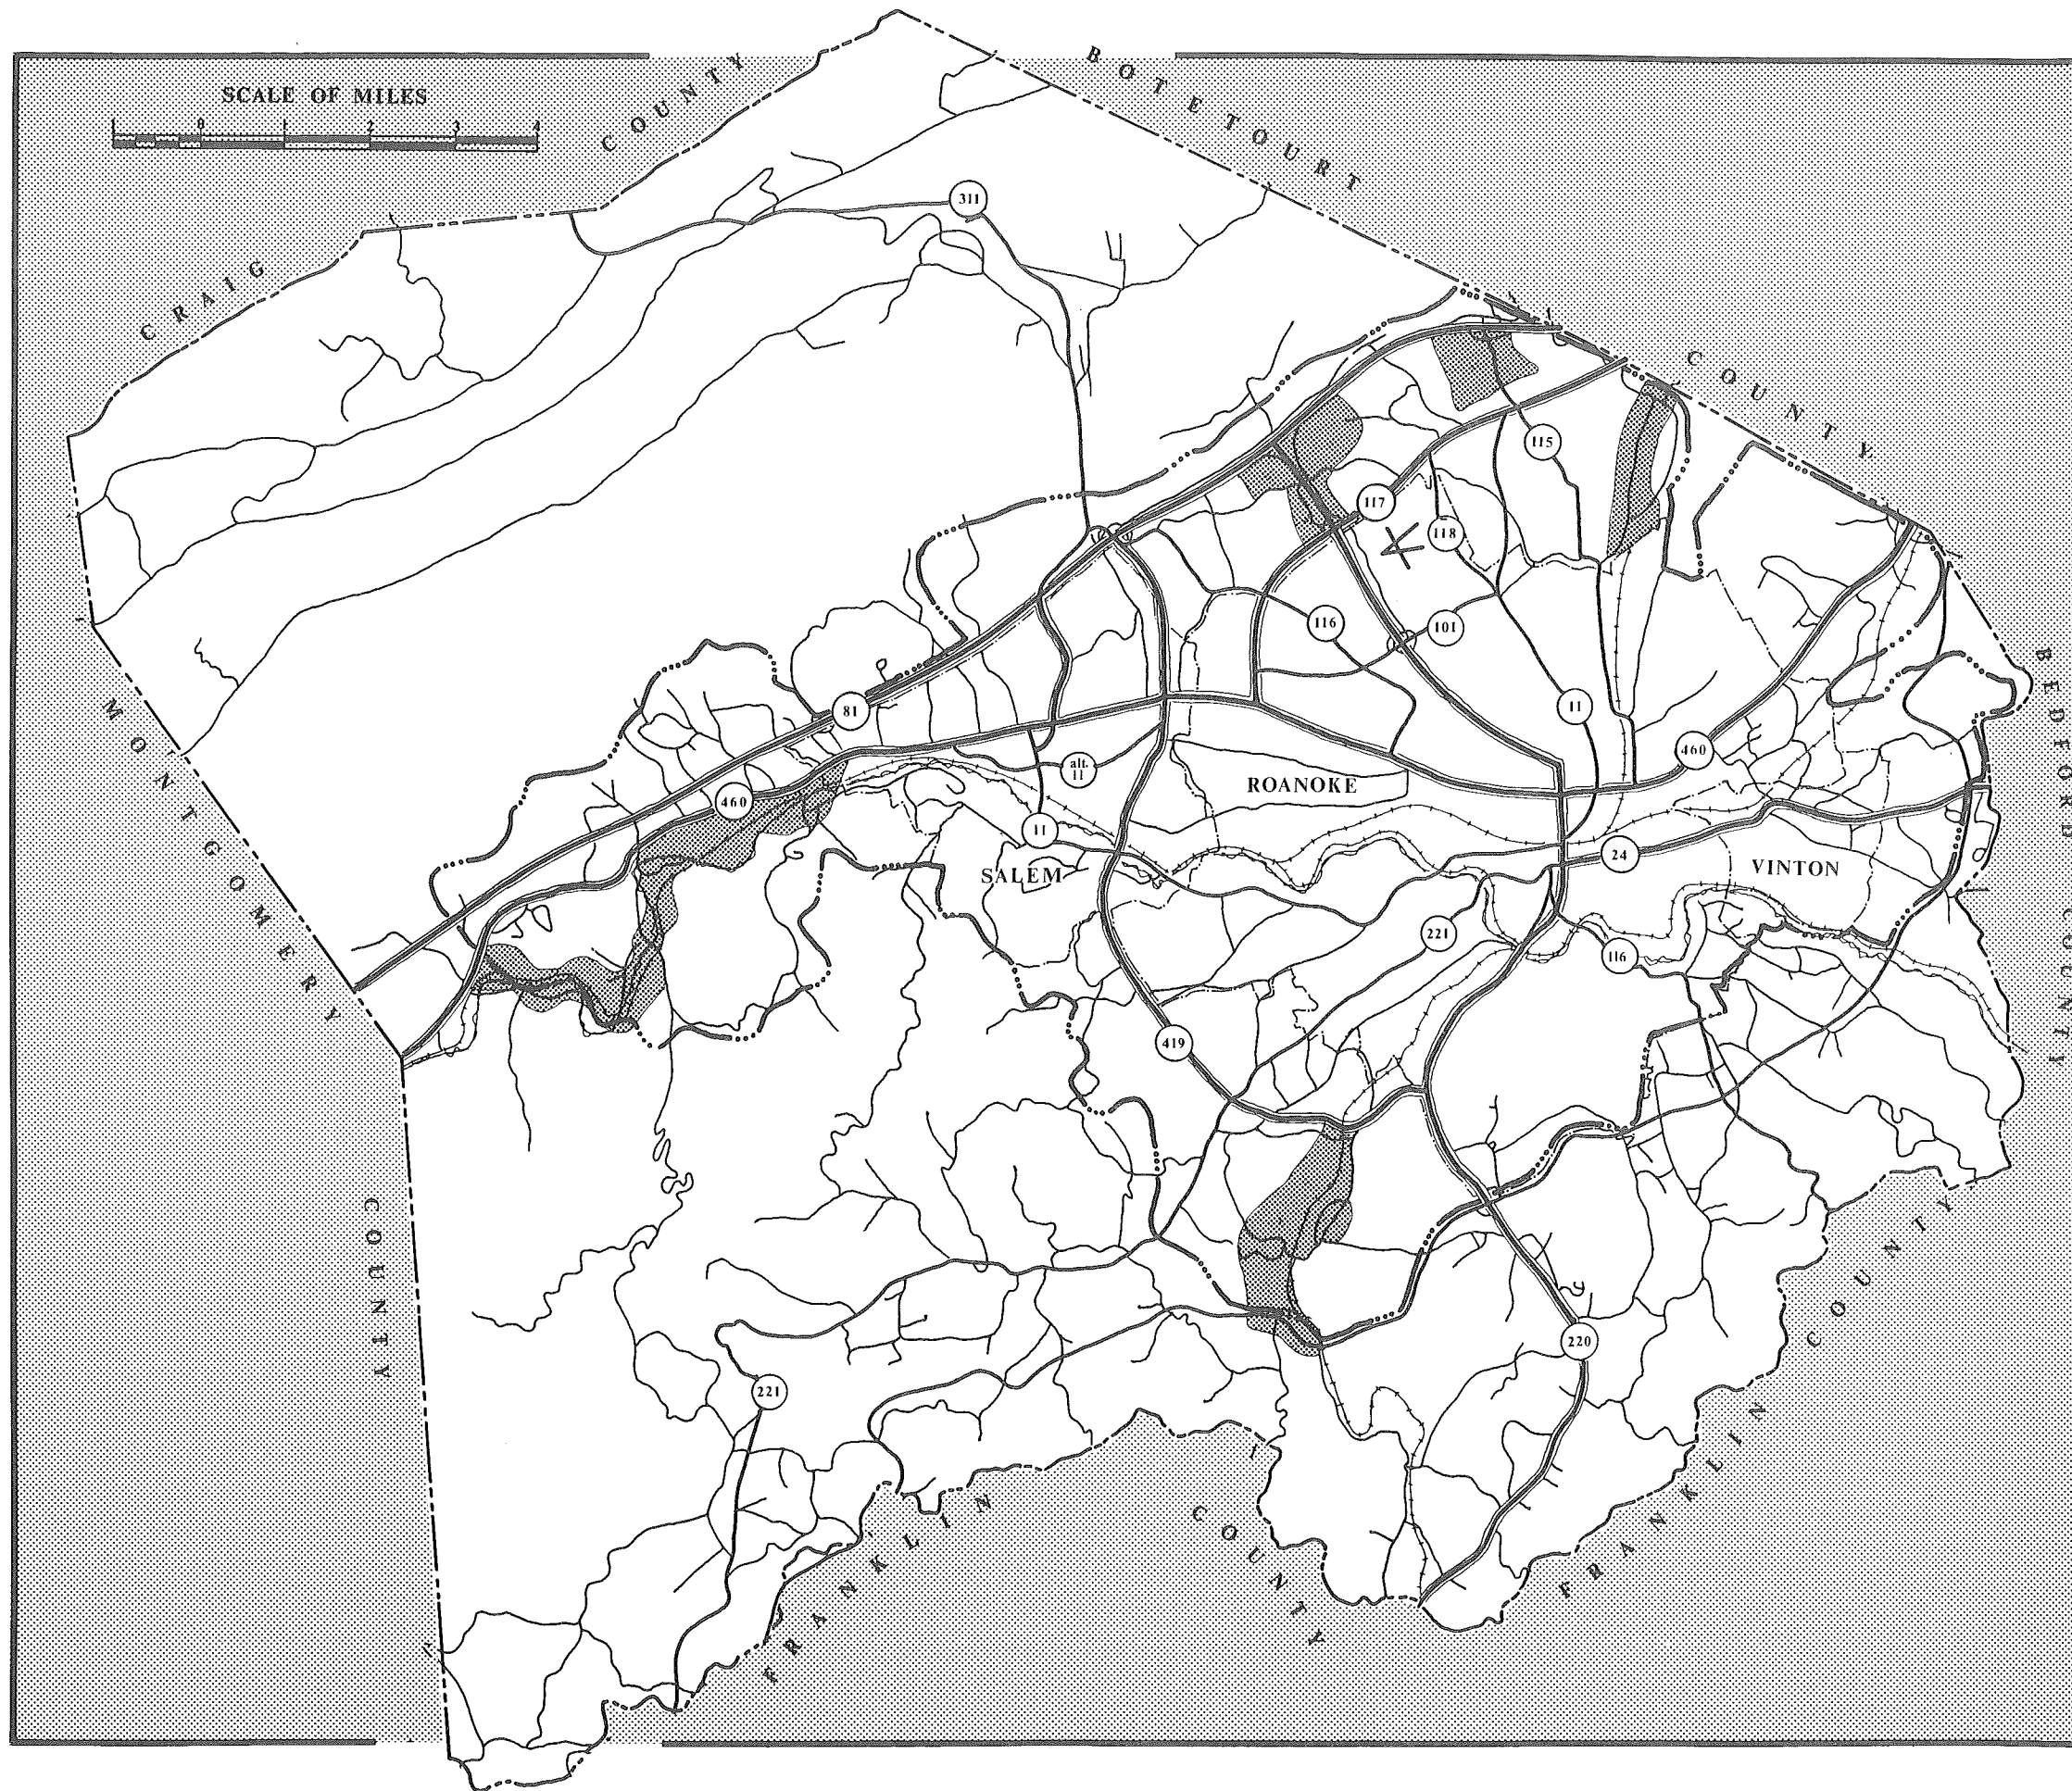 SCALE OF MILES
1 0 1 2 3 4
CRAIG COUNTY
BOTETOURT COUNTY
311
115
117
118
116
101
11
81
460
alt. 11
460
ROANOKE
11
SALEM
24
VINTON
221
116
419
220
221
MONTGOMERY COUNTY
BEDFORD COUNTY
FRANKLIN COUNTY
FRANKLIN COUNTY